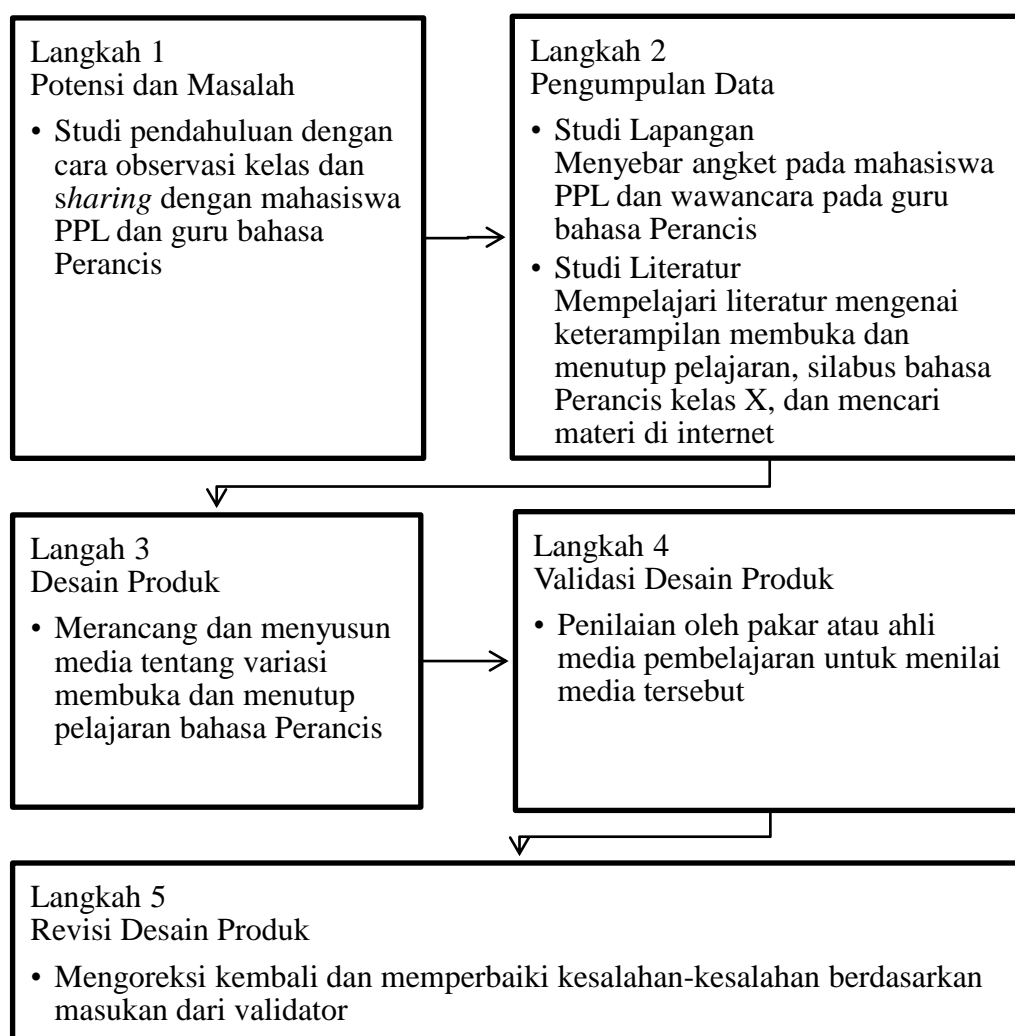 Langkah 1
Potensi dan Masalah
• Studi pendahuluan dengan
cara observasi kelas dan
sharing dengan mahasiswa
PPL dan guru bahasa
Perancis
Langkah 2
Pengumpulan Data
• Studi Lapangan
Menyebar angket pada mahasiswa
PPL dan wawancara pada guru
bahasa Perancis
• Studi Literatur
Mempelajari literatur mengenai
keterampilan membuka dan
menutup pelajaran, silabus bahasa
Perancis kelas X, dan mencari
materi di internet
Langah 3
Desain Produk
• Merancang dan menyusun
media tentang variasi
membuka dan menutup
pelajaran bahasa Perancis
Langkah 4
Validasi Desain Produk
• Penilaian oleh pakar atau ahli
media pembelajaran untuk menilai
media tersebut
Langkah 5
Revisi Desain Produk
• Mengoreksi kembali dan memperbaiki kesalahan-kesalahan berdasarkan
masukan dari validator